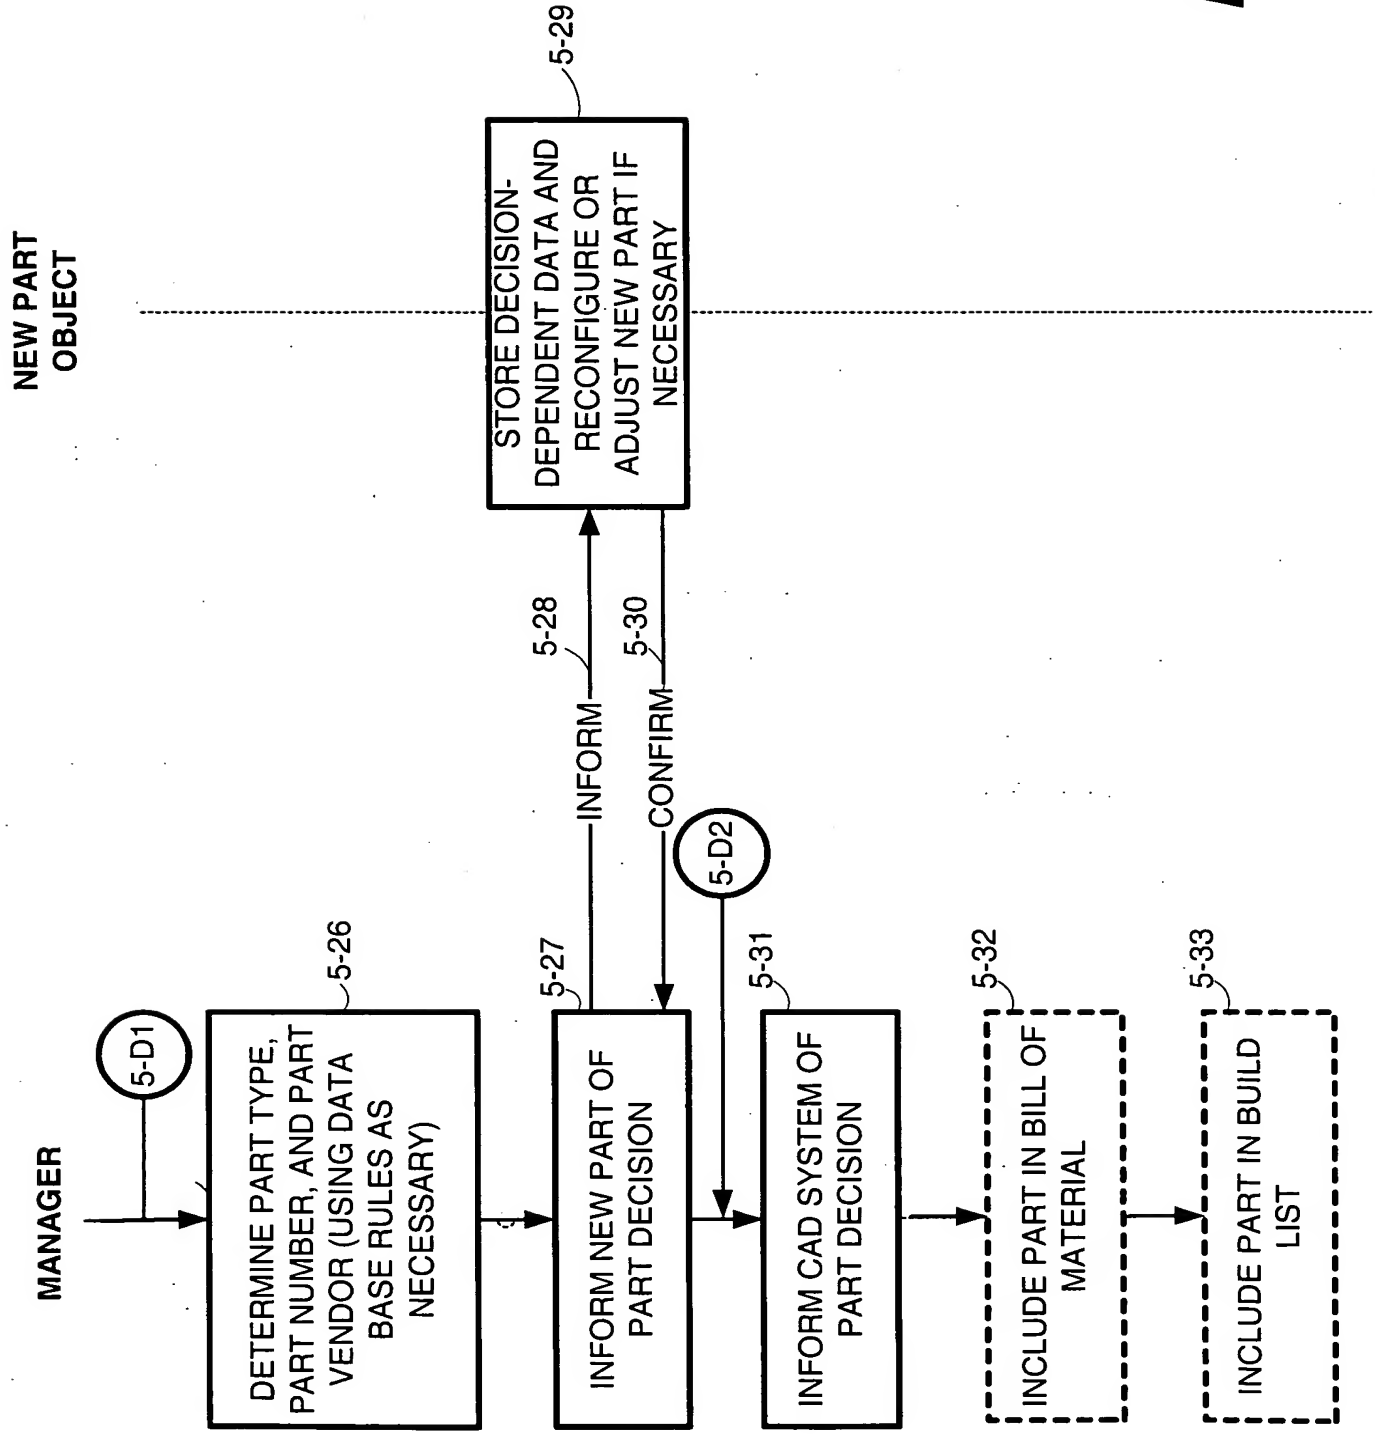 MANAGER
NEW PART
OBJECT
5-D1
DETERMINE PART TYPE,
PART NUMBER, AND PART
VENDOR (USING DATA
BASE RULES AS
NECESSARY)
5-26
INFORM NEW PART OF
PART DECISION
5-27
INFORM
5-28
STORE DECISION-
DEPENDENT DATA AND
RECONFIGURE OR
ADJUST NEW PART IF
NECESSARY
5-29
CONFIRM
5-30
5-D2
INFORM CAD SYSTEM OF
PART DECISION
5-31
INCLUDE PART IN BILL OF
MATERIAL
5-32
INCLUDE PART IN BUILD
LIST
5-33